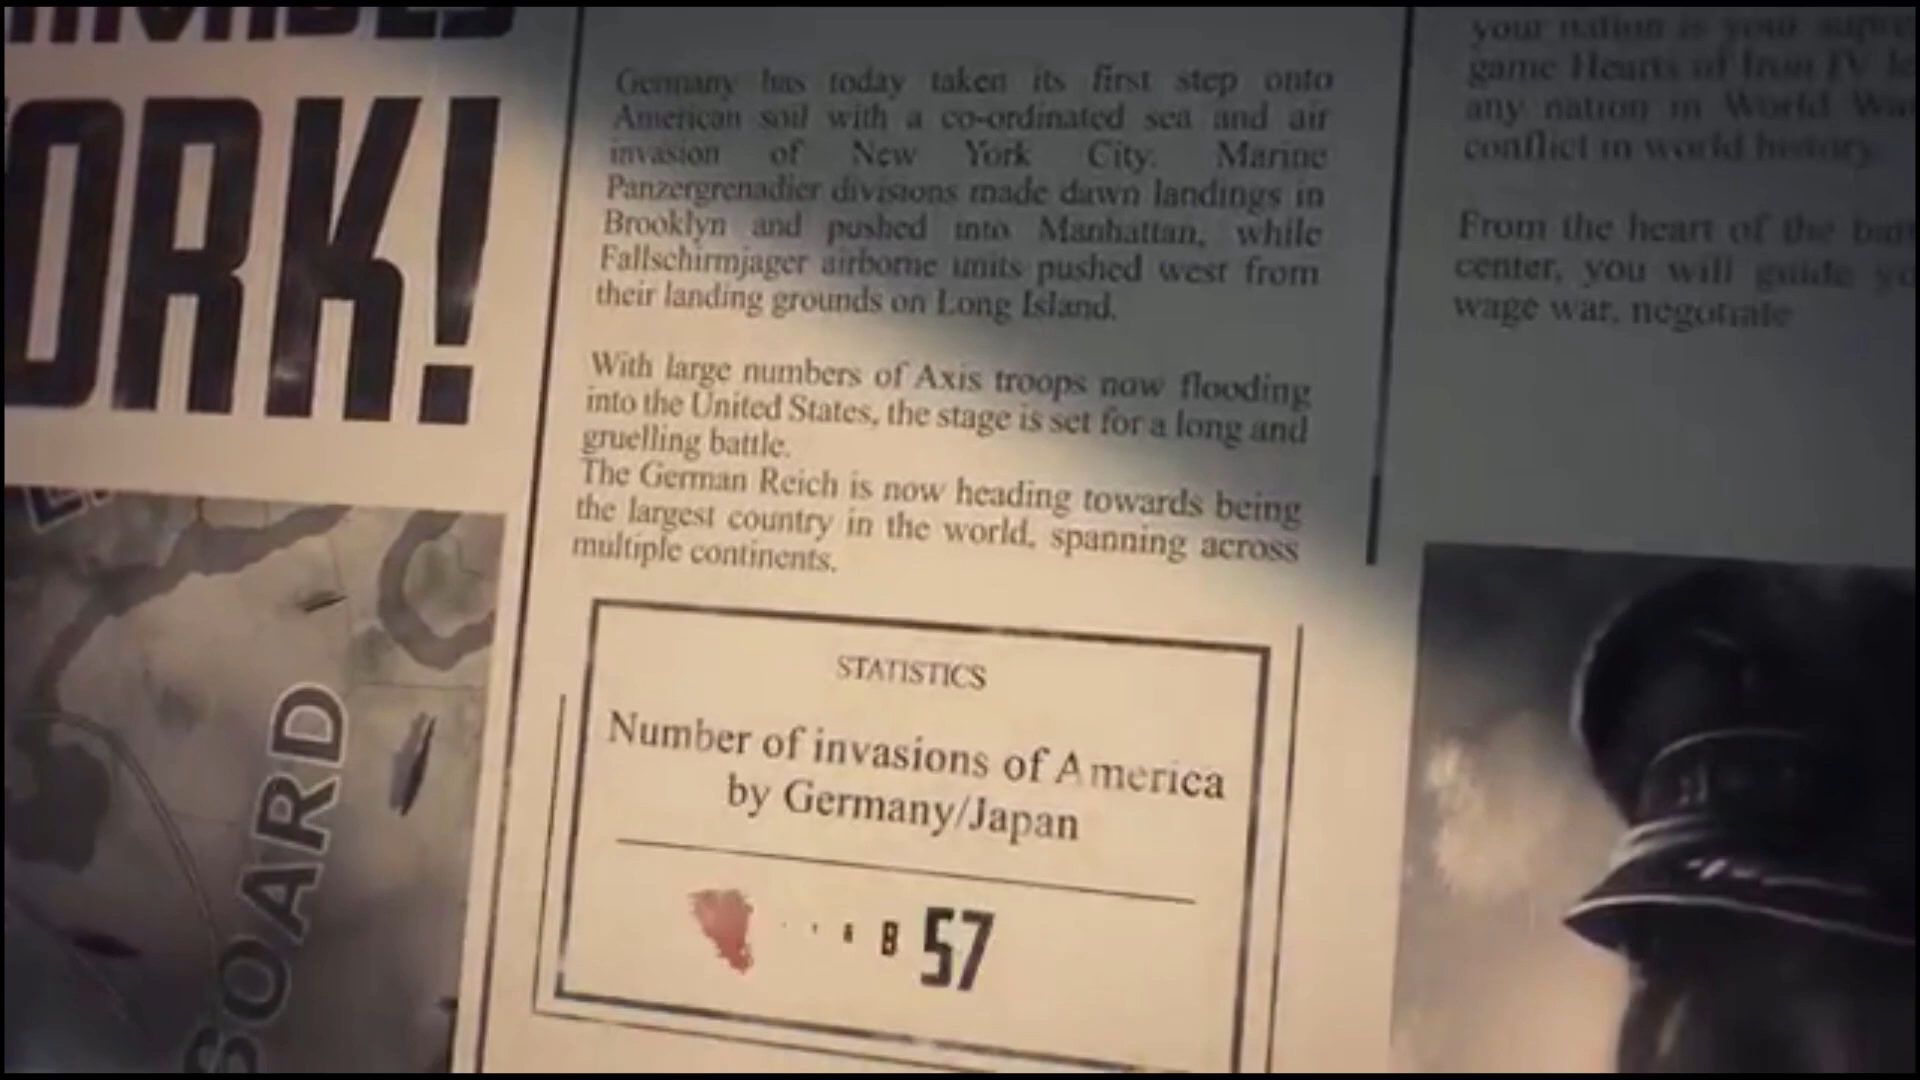 ORK!
Germany has today taken its first step onto
American soil with a co-ordinated sea and air
invasion of New York City. Marine
Panzergrenadier divisions made dawn landings in
Brooklyn and pushed into Manhattan, while
Fallschirmjager airborne units pushed west from
their landing grounds on Long Island.
With large numbers of Axis troops now flooding
into the United States, the stage is set for a long and
gruelling battle.
The German Reich is now heading towards being
the largest country in the world, spanning across
multiple continents.
STATISTICS
Number of invasions of America
by Germany/Japan
57
your nation is your
game Hearts of Iron IV
any nation in World
conflict in world history.
From the heart of the
center, you will guide
wage war, negotiate
SOARD